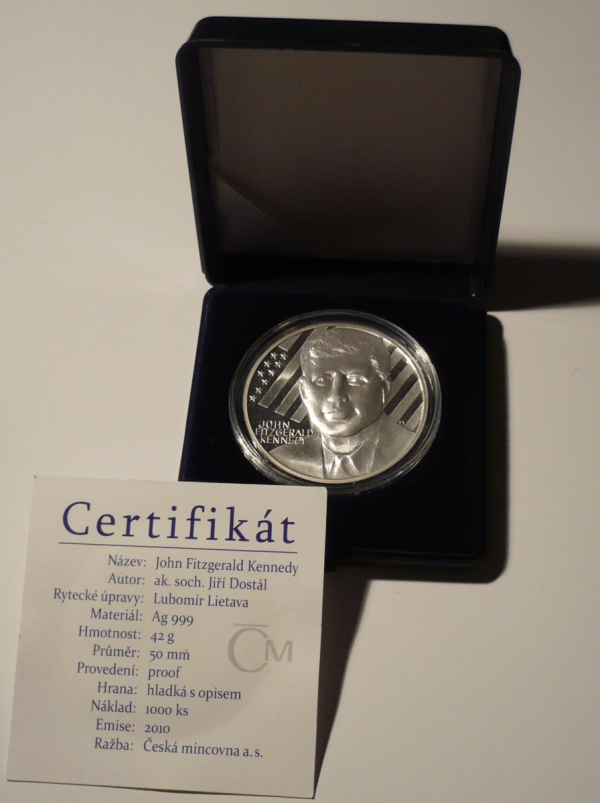 JOHN
FITZGERALD
KENNEDY
Certifikát
Název: John Fitzgerald Kennedy
Autor: ak. soch. Jiří Dostál
Rytecké úpravy: Lubomír Lietava
Materiál: Ag 999
Hmotnost: 42 g
Průměr: 50 mm
Provedení: proof
Hrana: hladká s opisem
Náklad: 1000 ks
Emise: 2010
Ražba: Česká mincovna a. s.
ČM